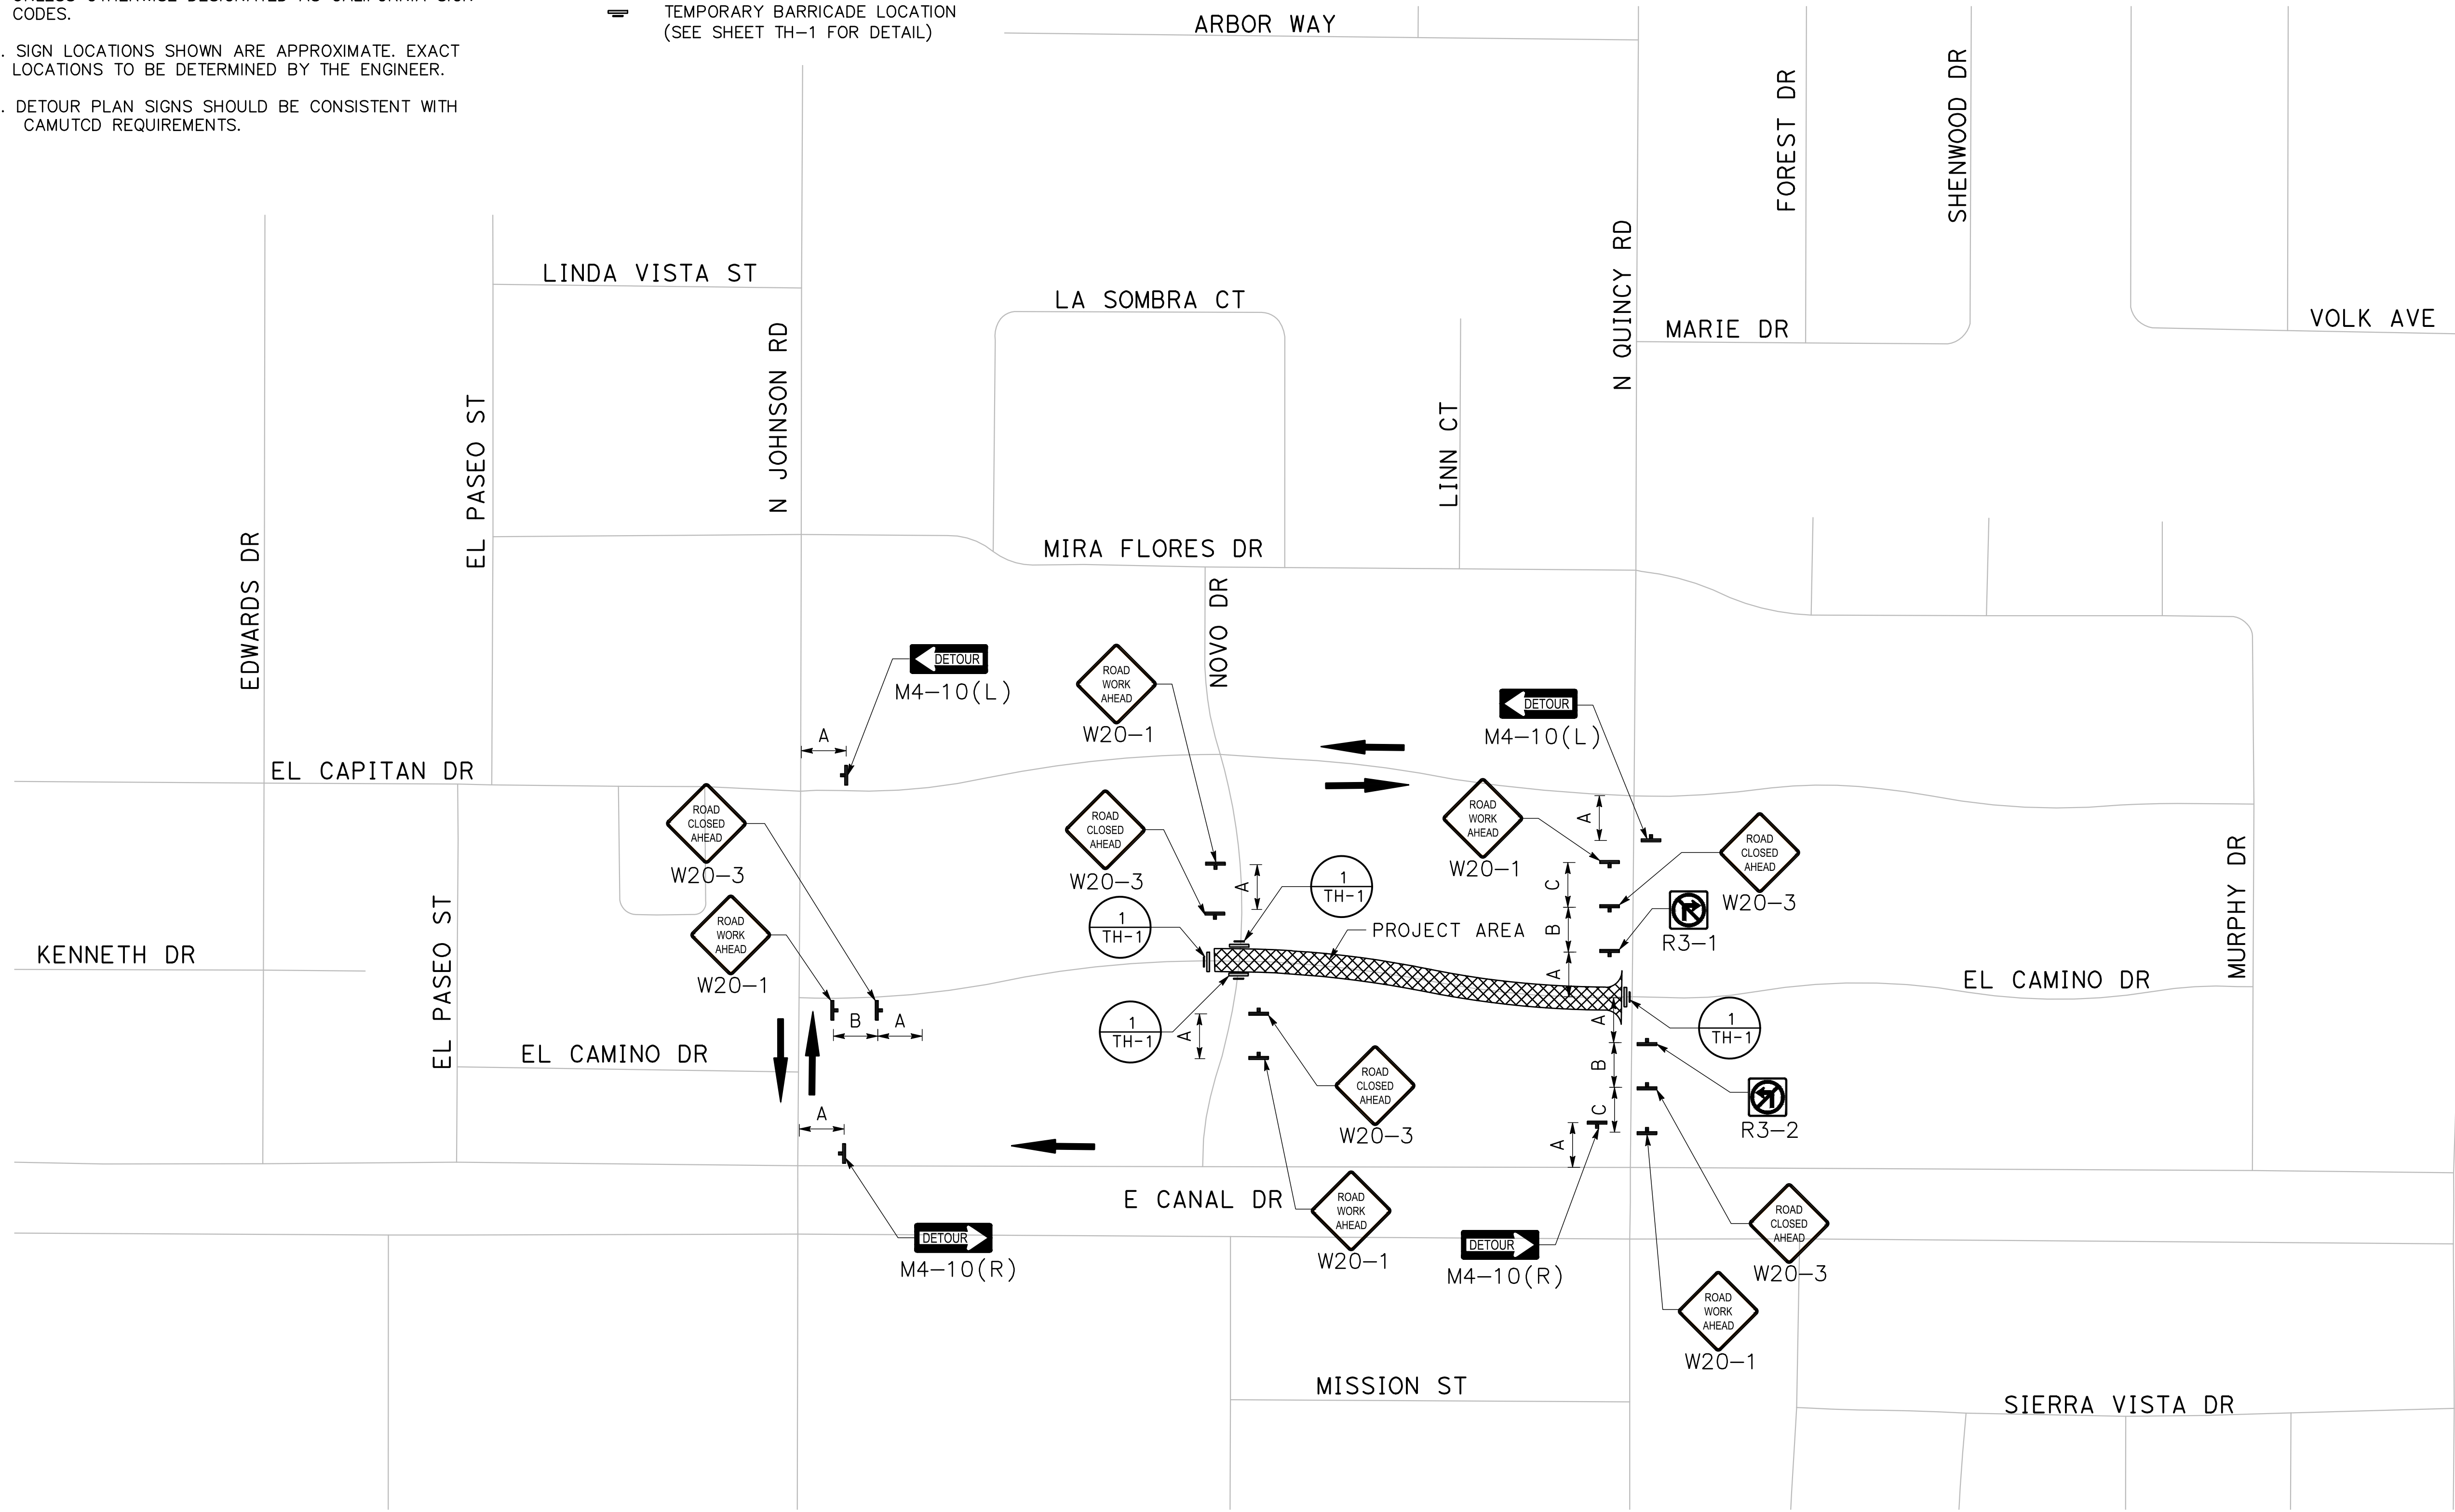 CODES.
. SIGN LOCATIONS SHOWN ARE APPROXIMATE. EXACT
LOCATIONS TO BE DETERMINED BY THE ENGINEER.
. DETOUR PLAN SIGNS SHOULD BE CONSISTENT WITH
CAMUTCD REQUIREMENTS.
TEMPORARY BARRICADE LOCATION
(SEE SHEET TH-1 FOR DETAIL)
ARBOR WAY
FOREST DR
SHENWOOD DR
LINDA VISTA ST
LA SOMBRA CT
N JOHNSON RD
N QUINCY RD
MARIE DR
VOLK AVE
EL PASEO ST
LINN CT
EDWARDS DR
MIRA FLORES DR
NOVO DR
DETOUR
M4-10(L)
ROAD
WORK
AHEAD
W20-1
DETOUR
M4-10(L)
A
EL CAPITAN DR
ROAD
CLOSED
AHEAD
W20-3
ROAD
CLOSED
AHEAD
W20-3
ROAD
WORK
AHEAD
W20-1
A
ROAD
CLOSED
AHEAD
W20-3
MURPHY DR
A
1
TH-1
C
R3-1
1
TH-1
PROJECT AREA
B
A
ROAD
WORK
AHEAD
W20-1
KENNETH DR
EL PASEO ST
EL CAMINO DR
B
A
EL CAMINO DR
1
TH-1
A
A
1
TH-1
B
ROAD
CLOSED
AHEAD
W20-3
C
R3-2
A
A
E CANAL DR
ROAD
WORK
AHEAD
W20-1
ROAD
CLOSED
AHEAD
W20-3
DETOUR
M4-10(R)
DETOUR
M4-10(R)
ROAD
WORK
AHEAD
W20-1
MISSION ST
SIERRA VISTA DR